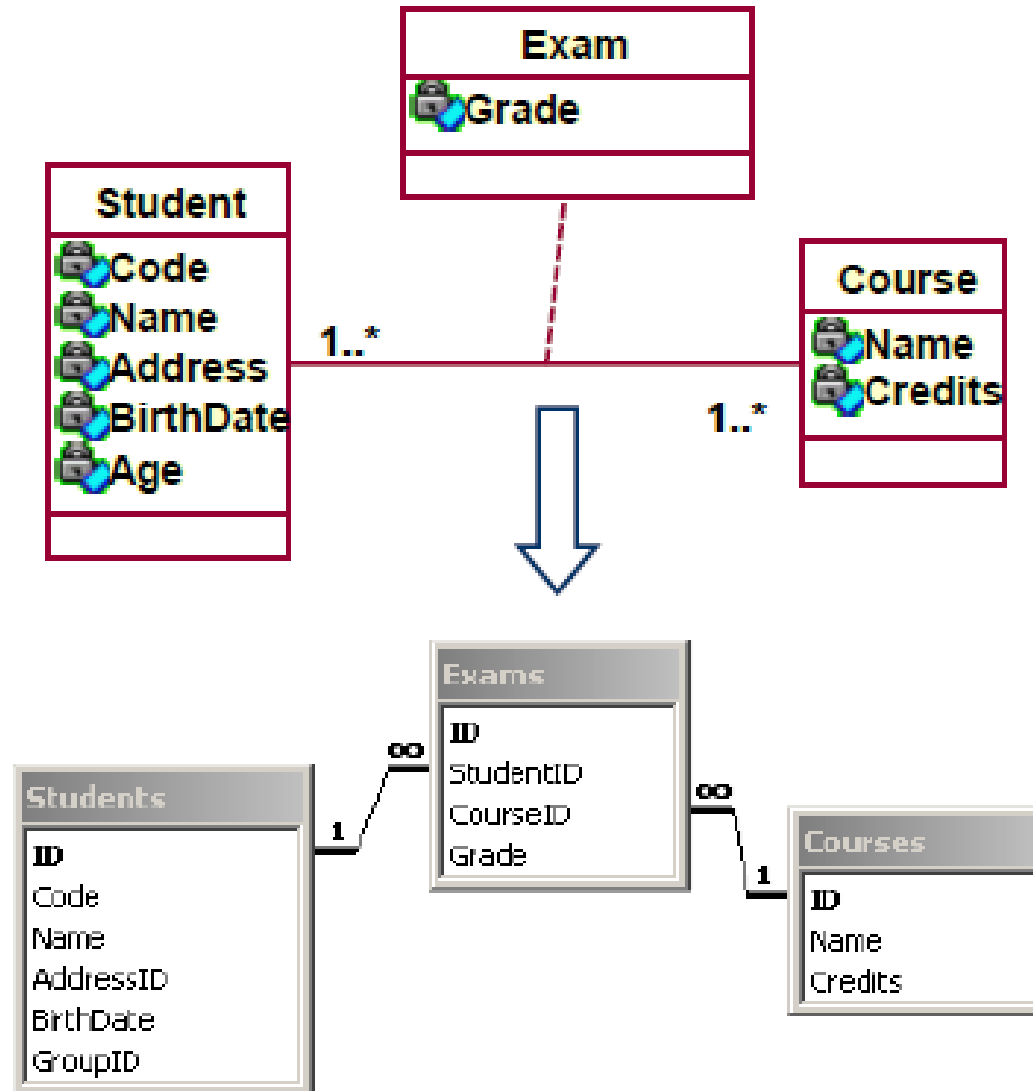 Exam
Grade
Student
Code
Name
Address
BirthDate
Age
1..*
1..*
Course
Name
Credits
Exams
ID
StudentID
CourseID
Grade
Students
ID
Code
Name
AddressID
BirthDate
GroupID
1
∞
∞
1
Courses
ID
Name
Credits